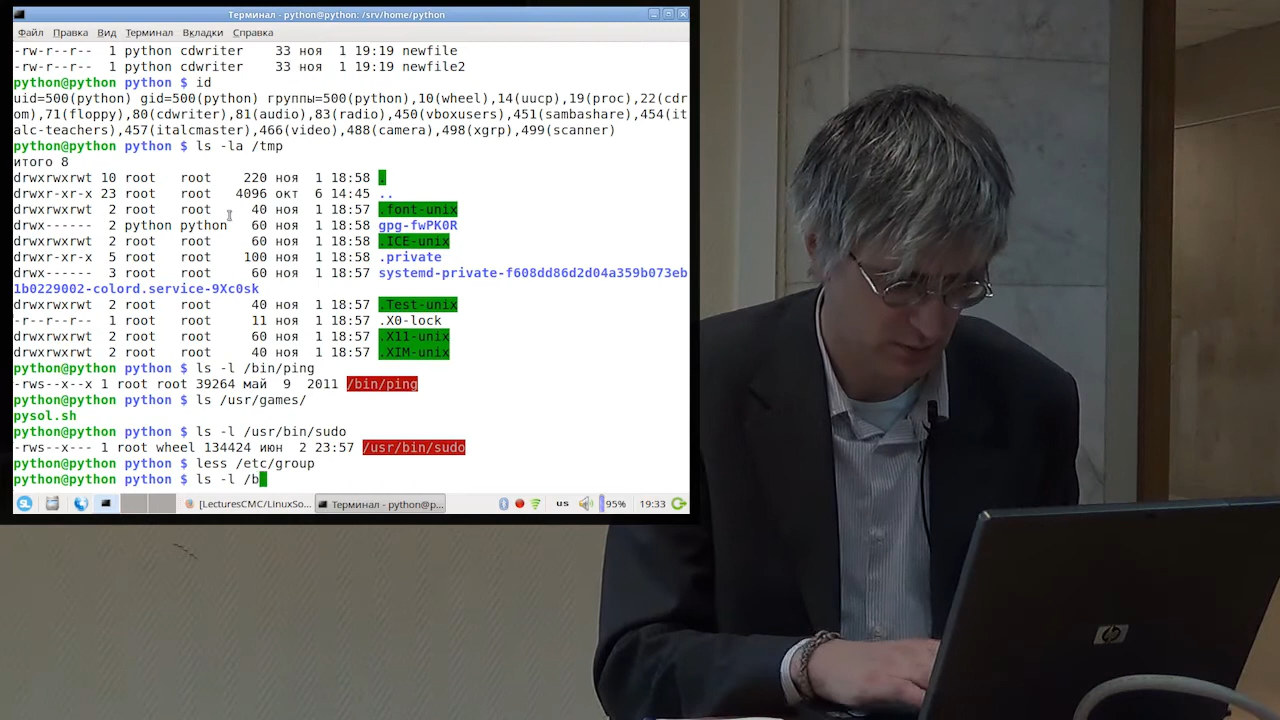 Терминал - python@python: /srv/home/python
Файл Правка Вид Терминал Вкладки Справка
-rw-r--r-- 1 python cdwriter 33 ноя 1 19:19 newfile
-rw-r--r-- 1 python cdwriter 33 ноя 1 19:19 newfile2
python@python python $ id
uid=500(python) gid=500(python) группы=500(python),10(wheel),14(uucp),19(proc),22(cdr
om),71(floppy),80(cdwriter),81(audio),83(radio),450(vboxusers),451(sambashare),454(it
alc-teachers),457(italcmaster),466(video),488(camera),498(xgrp),499(scanner)
python@python python $ ls -la /tmp
итого 8
drwxrwxrwt 10 root root 220 ноя 1 18:58 .
drwxr-xr-x 23 root root 4096 окт 6 14:45 ..
drwxrwxrwt 2 root root 40 ноя 1 18:57 .font-unix
drwx------ 2 python python 60 ноя 1 18:58 gpg-fwPK0R
drwxrwxrwt 2 root root 60 ноя 1 18:58 .ICE-unix
drwxr-xr-x 5 root root 100 ноя 1 18:58 .private
drwx------ 3 root root 60 ноя 1 18:57 systemd-private-f608dd86d2d04a359b073eb
1b0229002-colord.service-9Xc0sk
drwxrwxrwt 2 root root 40 ноя 1 18:57 .Test-unix
-r--r--r-- 1 root root 11 ноя 1 18:57 .X0-lock
drwxrwxrwt 2 root root 60 ноя 1 18:57 .X11-unix
drwxrwxrwt 2 root root 40 ноя 1 18:57 .XIM-unix
python@python python $ ls -l /bin/ping
-rws--x--x 1 root root 39264 май 9 2011 /bin/ping
python@python python $ ls /usr/games/
pysol.sh
python@python python $ ls -l /usr/bin/sudo
-rws--x--- 1 root wheel 134424 июн 2 23:57 /usr/bin/sudo
python@python python $ less /etc/group
python@python python $ ls -l /b
[LecturesCMC/LinuxSo... Терминал - python@p... us 95% 19:33
hp